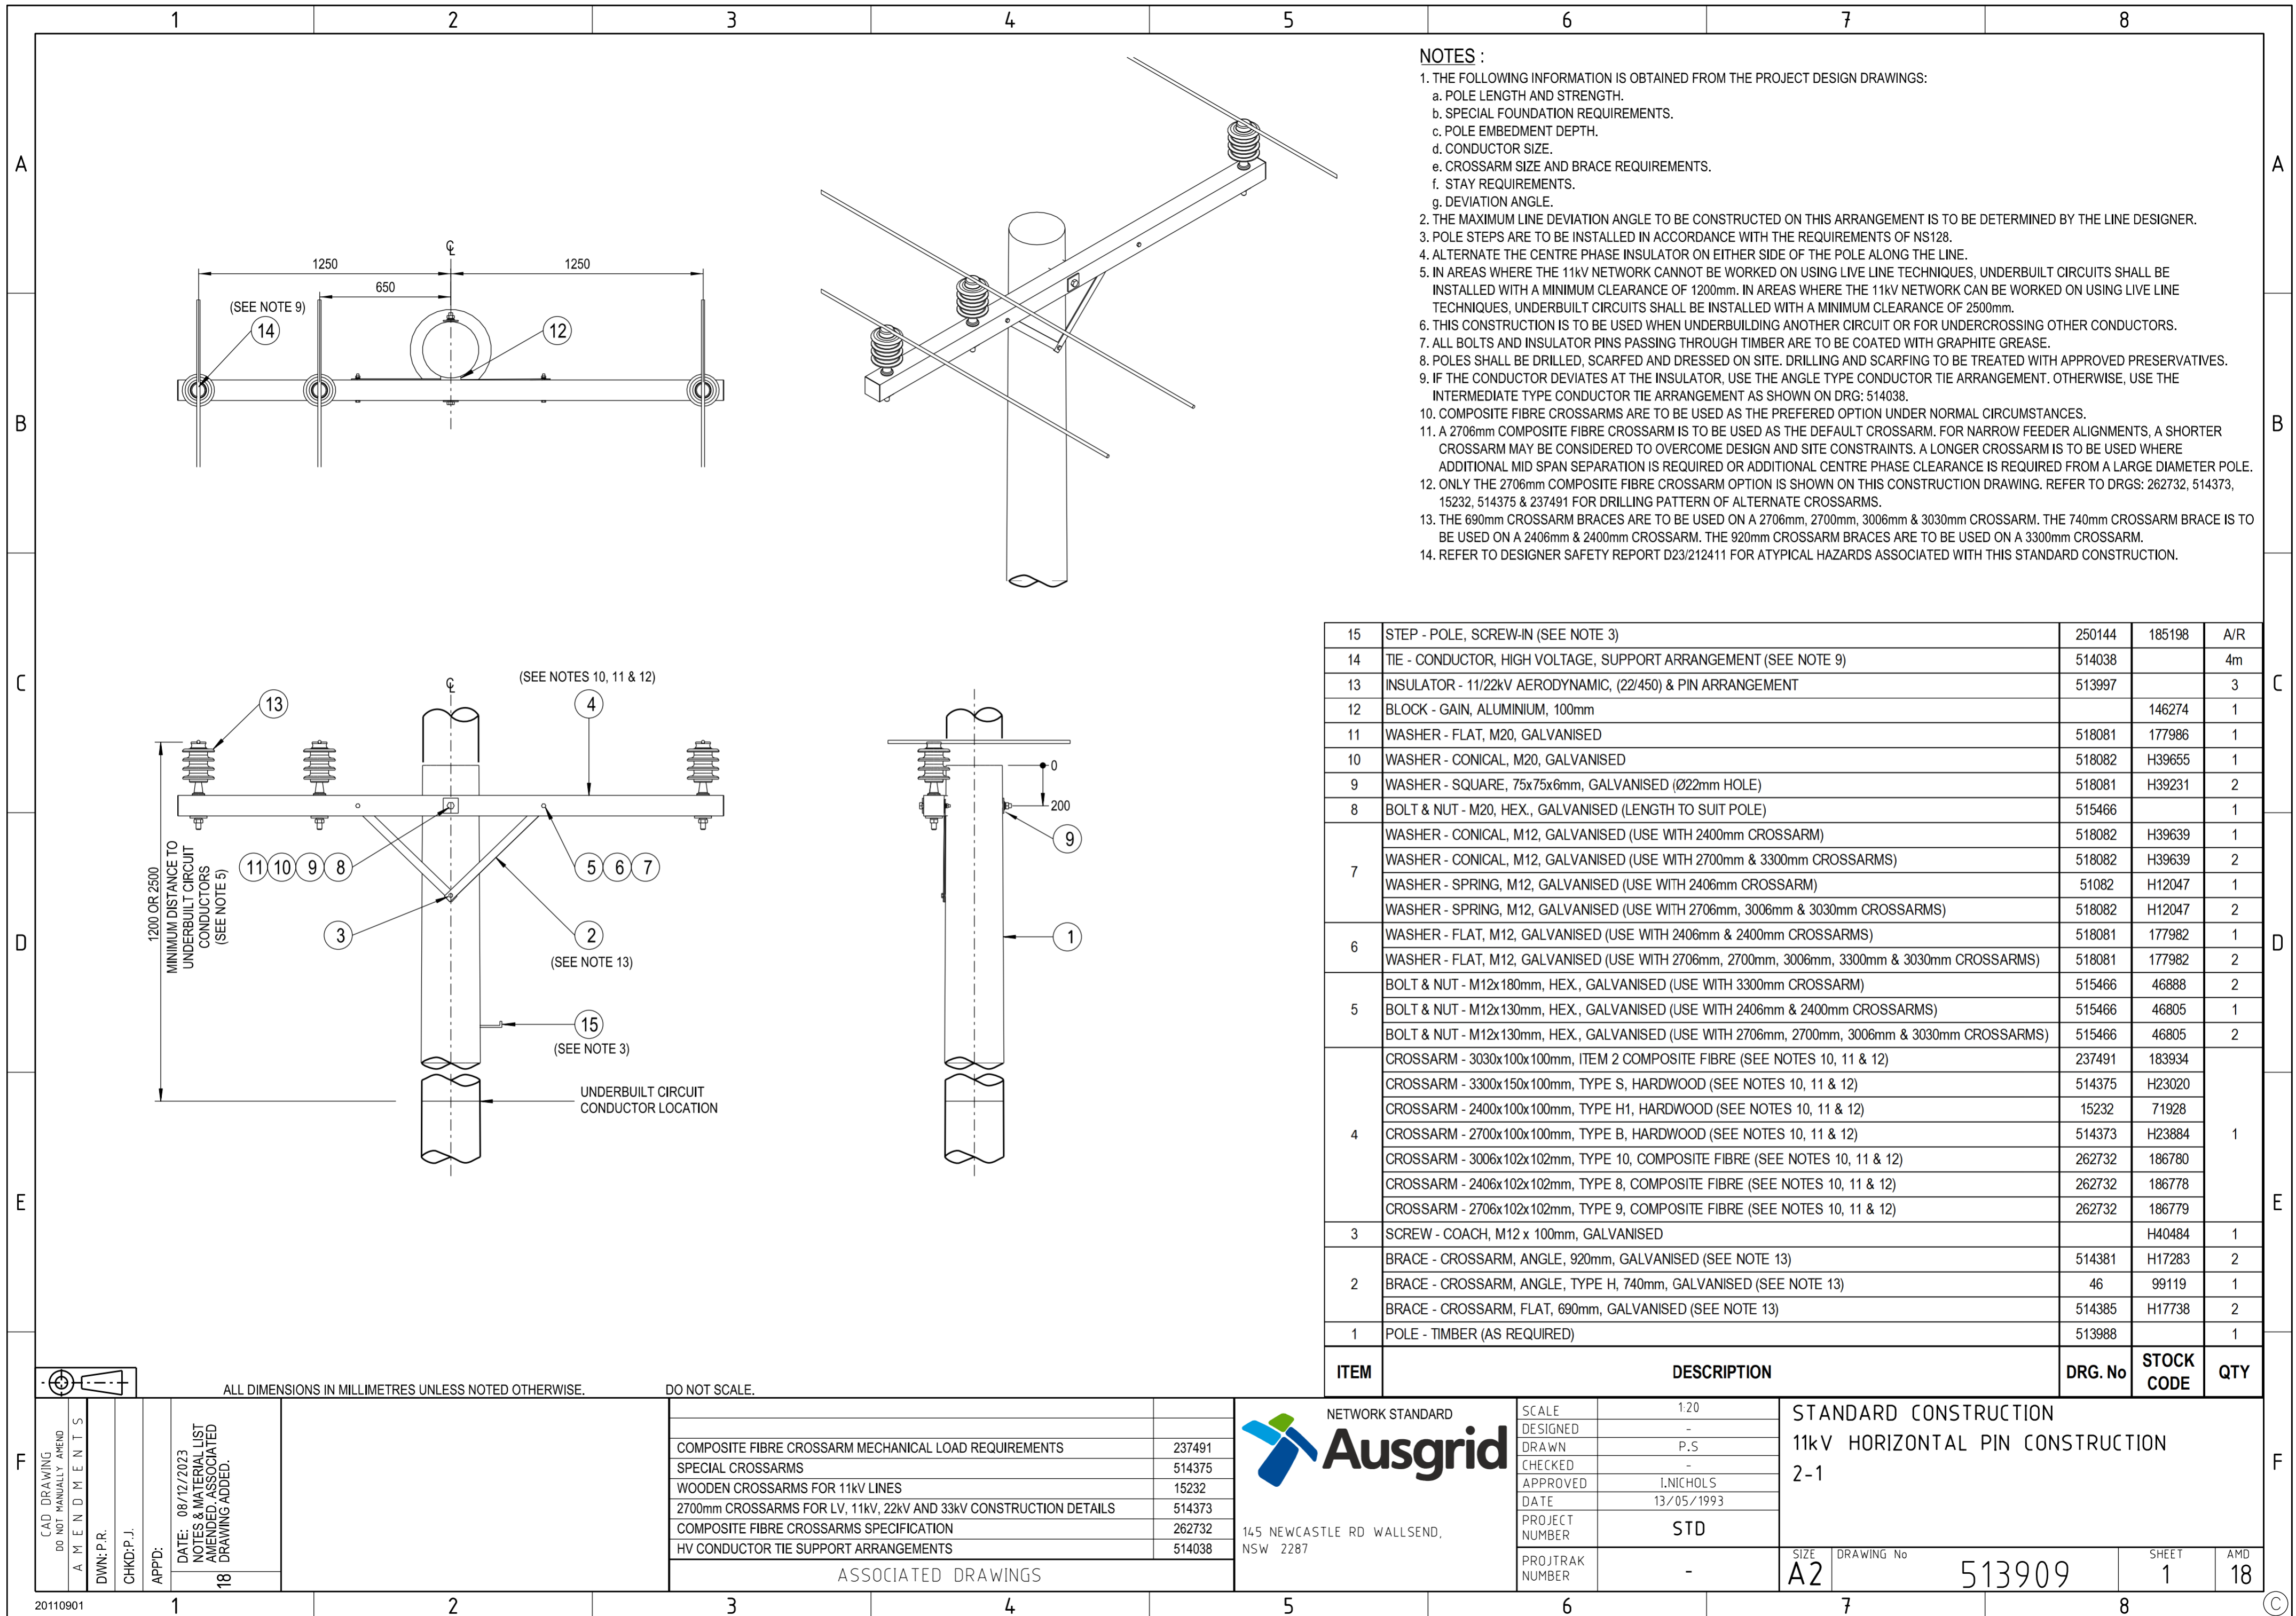 1 2 3 4 5 6 7 8
A
B
C
D
E
F
A
B
C
D
E
F
NOTES :
1. THE FOLLOWING INFORMATION IS OBTAINED FROM THE PROJECT DESIGN DRAWINGS:
a. POLE LENGTH AND STRENGTH.
b. SPECIAL FOUNDATION REQUIREMENTS.
c. POLE EMBEDMENT DEPTH.
d. CONDUCTOR SIZE.
e. CROSSARM SIZE AND BRACE REQUIREMENTS.
f. STAY REQUIREMENTS.
g. DEVIATION ANGLE.
2. THE MAXIMUM LINE DEVIATION ANGLE TO BE CONSTRUCTED ON THIS ARRANGEMENT IS TO BE DETERMINED BY THE LINE DESIGNER.
3. POLE STEPS ARE TO BE INSTALLED IN ACCORDANCE WITH THE REQUIREMENTS OF NS128.
4. ALTERNATE THE CENTRE PHASE INSULATOR ON EITHER SIDE OF THE POLE ALONG THE LINE.
5. IN AREAS WHERE THE 11kV NETWORK CANNOT BE WORKED ON USING LIVE LINE TECHNIQUES, UNDERBUILT CIRCUITS SHALL BE
INSTALLED WITH A MINIMUM CLEARANCE OF 1200mm. IN AREAS WHERE THE 11kV NETWORK CAN BE WORKED ON USING LIVE LINE
TECHNIQUES, UNDERBUILT CIRCUITS SHALL BE INSTALLED WITH A MINIMUM CLEARANCE OF 2500mm.
6. THIS CONSTRUCTION IS TO BE USED WHEN UNDERBUILDING ANOTHER CIRCUIT OR FOR UNDERCROSSING OTHER CONDUCTORS.
7. ALL BOLTS AND INSULATOR PINS PASSING THROUGH TIMBER ARE TO BE COATED WITH GRAPHITE GREASE.
8. POLES SHALL BE DRILLED, SCARFED AND DRESSED ON SITE. DRILLING AND SCARFING TO BE TREATED WITH APPROVED PRESERVATIVES.
9. IF THE CONDUCTOR DEVIATES AT THE INSULATOR, USE THE ANGLE TYPE CONDUCTOR TIE ARRANGEMENT. OTHERWISE, USE THE
INTERMEDIATE TYPE CONDUCTOR TIE ARRANGEMENT AS SHOWN ON DRG: 514038.
10. COMPOSITE FIBRE CROSSARMS ARE TO BE USED AS THE PREFERED OPTION UNDER NORMAL CIRCUMSTANCES.
11. A 2706mm COMPOSITE FIBRE CROSSARM IS TO BE USED AS THE DEFAULT CROSSARM. FOR NARROW FEEDER ALIGNMENTS, A SHORTER
CROSSARM MAY BE CONSIDERED TO OVERCOME DESIGN AND SITE CONSTRAINTS. A LONGER CROSSARM IS TO BE USED WHERE
ADDITIONAL MID SPAN SEPARATION IS REQUIRED OR ADDITIONAL CENTRE PHASE CLEARANCE IS REQUIRED FROM A LARGE DIAMETER POLE.
12. ONLY THE 2706mm COMPOSITE FIBRE CROSSARM OPTION IS SHOWN ON THIS CONSTRUCTION DRAWING. REFER TO DRGS: 262732, 514373,
15232, 514375 & 237491 FOR DRILLING PATTERN OF ALTERNATE CROSSARMS.
13. THE 690mm CROSSARM BRACES ARE TO BE USED ON A 2706mm, 2700mm, 3006mm & 3030mm CROSSARM. THE 740mm CROSSARM BRACE IS TO
BE USED ON A 2406mm & 2400mm CROSSARM. THE 920mm CROSSARM BRACES ARE TO BE USED ON A 3300mm CROSSARM.
14. REFER TO DESIGNER SAFETY REPORT D23/212411 FOR ATYPICAL HAZARDS ASSOCIATED WITH THIS STANDARD CONSTRUCTION.
℄
1250 1250
650
(SEE NOTE 9)
14
12
(SEE NOTES 10, 11 & 12)
℄
13
4
0
200
9
11 10 9 8
5 6 7
3
2
(SEE NOTE 13)
1
15
(SEE NOTE 3)
1200 OR 2500
MINIMUM DISTANCE TO
UNDERBUILT CIRCUIT
CONDUCTORS
(SEE NOTE 5)
UNDERBUILT CIRCUIT
CONDUCTOR LOCATION
15 STEP - POLE, SCREW-IN (SEE NOTE 3) 250144 185198 A/R
14 TIE - CONDUCTOR, HIGH VOLTAGE, SUPPORT ARRANGEMENT (SEE NOTE 9) 514038 4m
13 INSULATOR - 11/22kV AERODYNAMIC, (22/450) & PIN ARRANGEMENT 513997 3
12 BLOCK - GAIN, ALUMINIUM, 100mm 146274 1
11 WASHER - FLAT, M20, GALVANISED 518081 177986 1
10 WASHER - CONICAL, M20, GALVANISED 518082 H39655 1
9 WASHER - SQUARE, 75x75x6mm, GALVANISED (Ø22mm HOLE) 518081 H39231 2
8 BOLT & NUT - M20, HEX., GALVANISED (LENGTH TO SUIT POLE) 515466 1
7 WASHER - CONICAL, M12, GALVANISED (USE WITH 2400mm CROSSARM) 518082 H39639 1
WASHER - CONICAL, M12, GALVANISED (USE WITH 2700mm & 3300mm CROSSARMS) 518082 H39639 2
WASHER - SPRING, M12, GALVANISED (USE WITH 2406mm CROSSARM) 51082 H12047 1
WASHER - SPRING, M12, GALVANISED (USE WITH 2706mm, 3006mm & 3030mm CROSSARMS) 518082 H12047 2
6 WASHER - FLAT, M12, GALVANISED (USE WITH 2406mm & 2400mm CROSSARMS) 518081 177982 1
WASHER - FLAT, M12, GALVANISED (USE WITH 2706mm, 2700mm, 3006mm, 3300mm & 3030mm CROSSARMS) 518081 177982 2
5 BOLT & NUT - M12x180mm, HEX., GALVANISED (USE WITH 3300mm CROSSARM) 515466 46888 2
BOLT & NUT - M12x130mm, HEX., GALVANISED (USE WITH 2406mm & 2400mm CROSSARMS) 515466 46805 1
BOLT & NUT - M12x130mm, HEX., GALVANISED (USE WITH 2706mm, 2700mm, 3006mm & 3030mm CROSSARMS) 515466 46805 2
4 CROSSARM - 3030x100x100mm, ITEM 2 COMPOSITE FIBRE (SEE NOTES 10, 11 & 12) 237491 183934 1
CROSSARM - 3300x150x100mm, TYPE S, HARDWOOD (SEE NOTES 10, 11 & 12) 514375 H23020
CROSSARM - 2400x100x100mm, TYPE H1, HARDWOOD (SEE NOTES 10, 11 & 12) 15232 71928
CROSSARM - 2700x100x100mm, TYPE B, HARDWOOD (SEE NOTES 10, 11 & 12) 514373 H23884
CROSSARM - 3006x102x102mm, TYPE 10, COMPOSITE FIBRE (SEE NOTES 10, 11 & 12) 262732 186780
CROSSARM - 2406x102x102mm, TYPE 8, COMPOSITE FIBRE (SEE NOTES 10, 11 & 12) 262732 186778
CROSSARM - 2706x102x102mm, TYPE 9, COMPOSITE FIBRE (SEE NOTES 10, 11 & 12) 262732 186779
3 SCREW - COACH, M12 x 100mm, GALVANISED H40484 1
2 BRACE - CROSSARM, ANGLE, 920mm, GALVANISED (SEE NOTE 13) 514381 H17283 2
BRACE - CROSSARM, ANGLE, TYPE H, 740mm, GALVANISED (SEE NOTE 13) 46 99119 1
BRACE - CROSSARM, FLAT, 690mm, GALVANISED (SEE NOTE 13) 514385 H17738 2
1 POLE - TIMBER (AS REQUIRED) 513988 1
ITEM DESCRIPTION DRG. No STOCK CODE QTY
ALL DIMENSIONS IN MILLIMETRES UNLESS NOTED OTHERWISE. DO NOT SCALE.
CAD DRAWING
DO NOT MANUALLY AMEND
AMENDMENTS
DWN: P.R.
CHKD:P.J.
APP'D:
DATE: 08/12/2023
NOTES & MATERIAL LIST
AMENDED. ASSOCIATED
DRAWING ADDED.
18
COMPOSITE FIBRE CROSSARM MECHANICAL LOAD REQUIREMENTS 237491
SPECIAL CROSSARMS 514375
WOODEN CROSSARMS FOR 11kV LINES 15232
2700mm CROSSARMS FOR LV, 11kV, 22kV AND 33kV CONSTRUCTION DETAILS 514373
COMPOSITE FIBRE CROSSARMS SPECIFICATION 262732
HV CONDUCTOR TIE SUPPORT ARRANGEMENTS 514038
ASSOCIATED DRAWINGS
NETWORK STANDARD
Ausgrid
145 NEWCASTLE RD WALLSEND,
NSW 2287
SCALE 1:20
DESIGNED -
DRAWN P.S
CHECKED -
APPROVED I.NICHOLS
DATE 13/05/1993
PROJECT NUMBER STD
PROJTRAK NUMBER -
STANDARD CONSTRUCTION
11kV HORIZONTAL PIN CONSTRUCTION
2-1
SIZE A2
DRAWING No 513909
SHEET 1
AMD 18
20110901
1 2 3 4 5 6 7 8
©